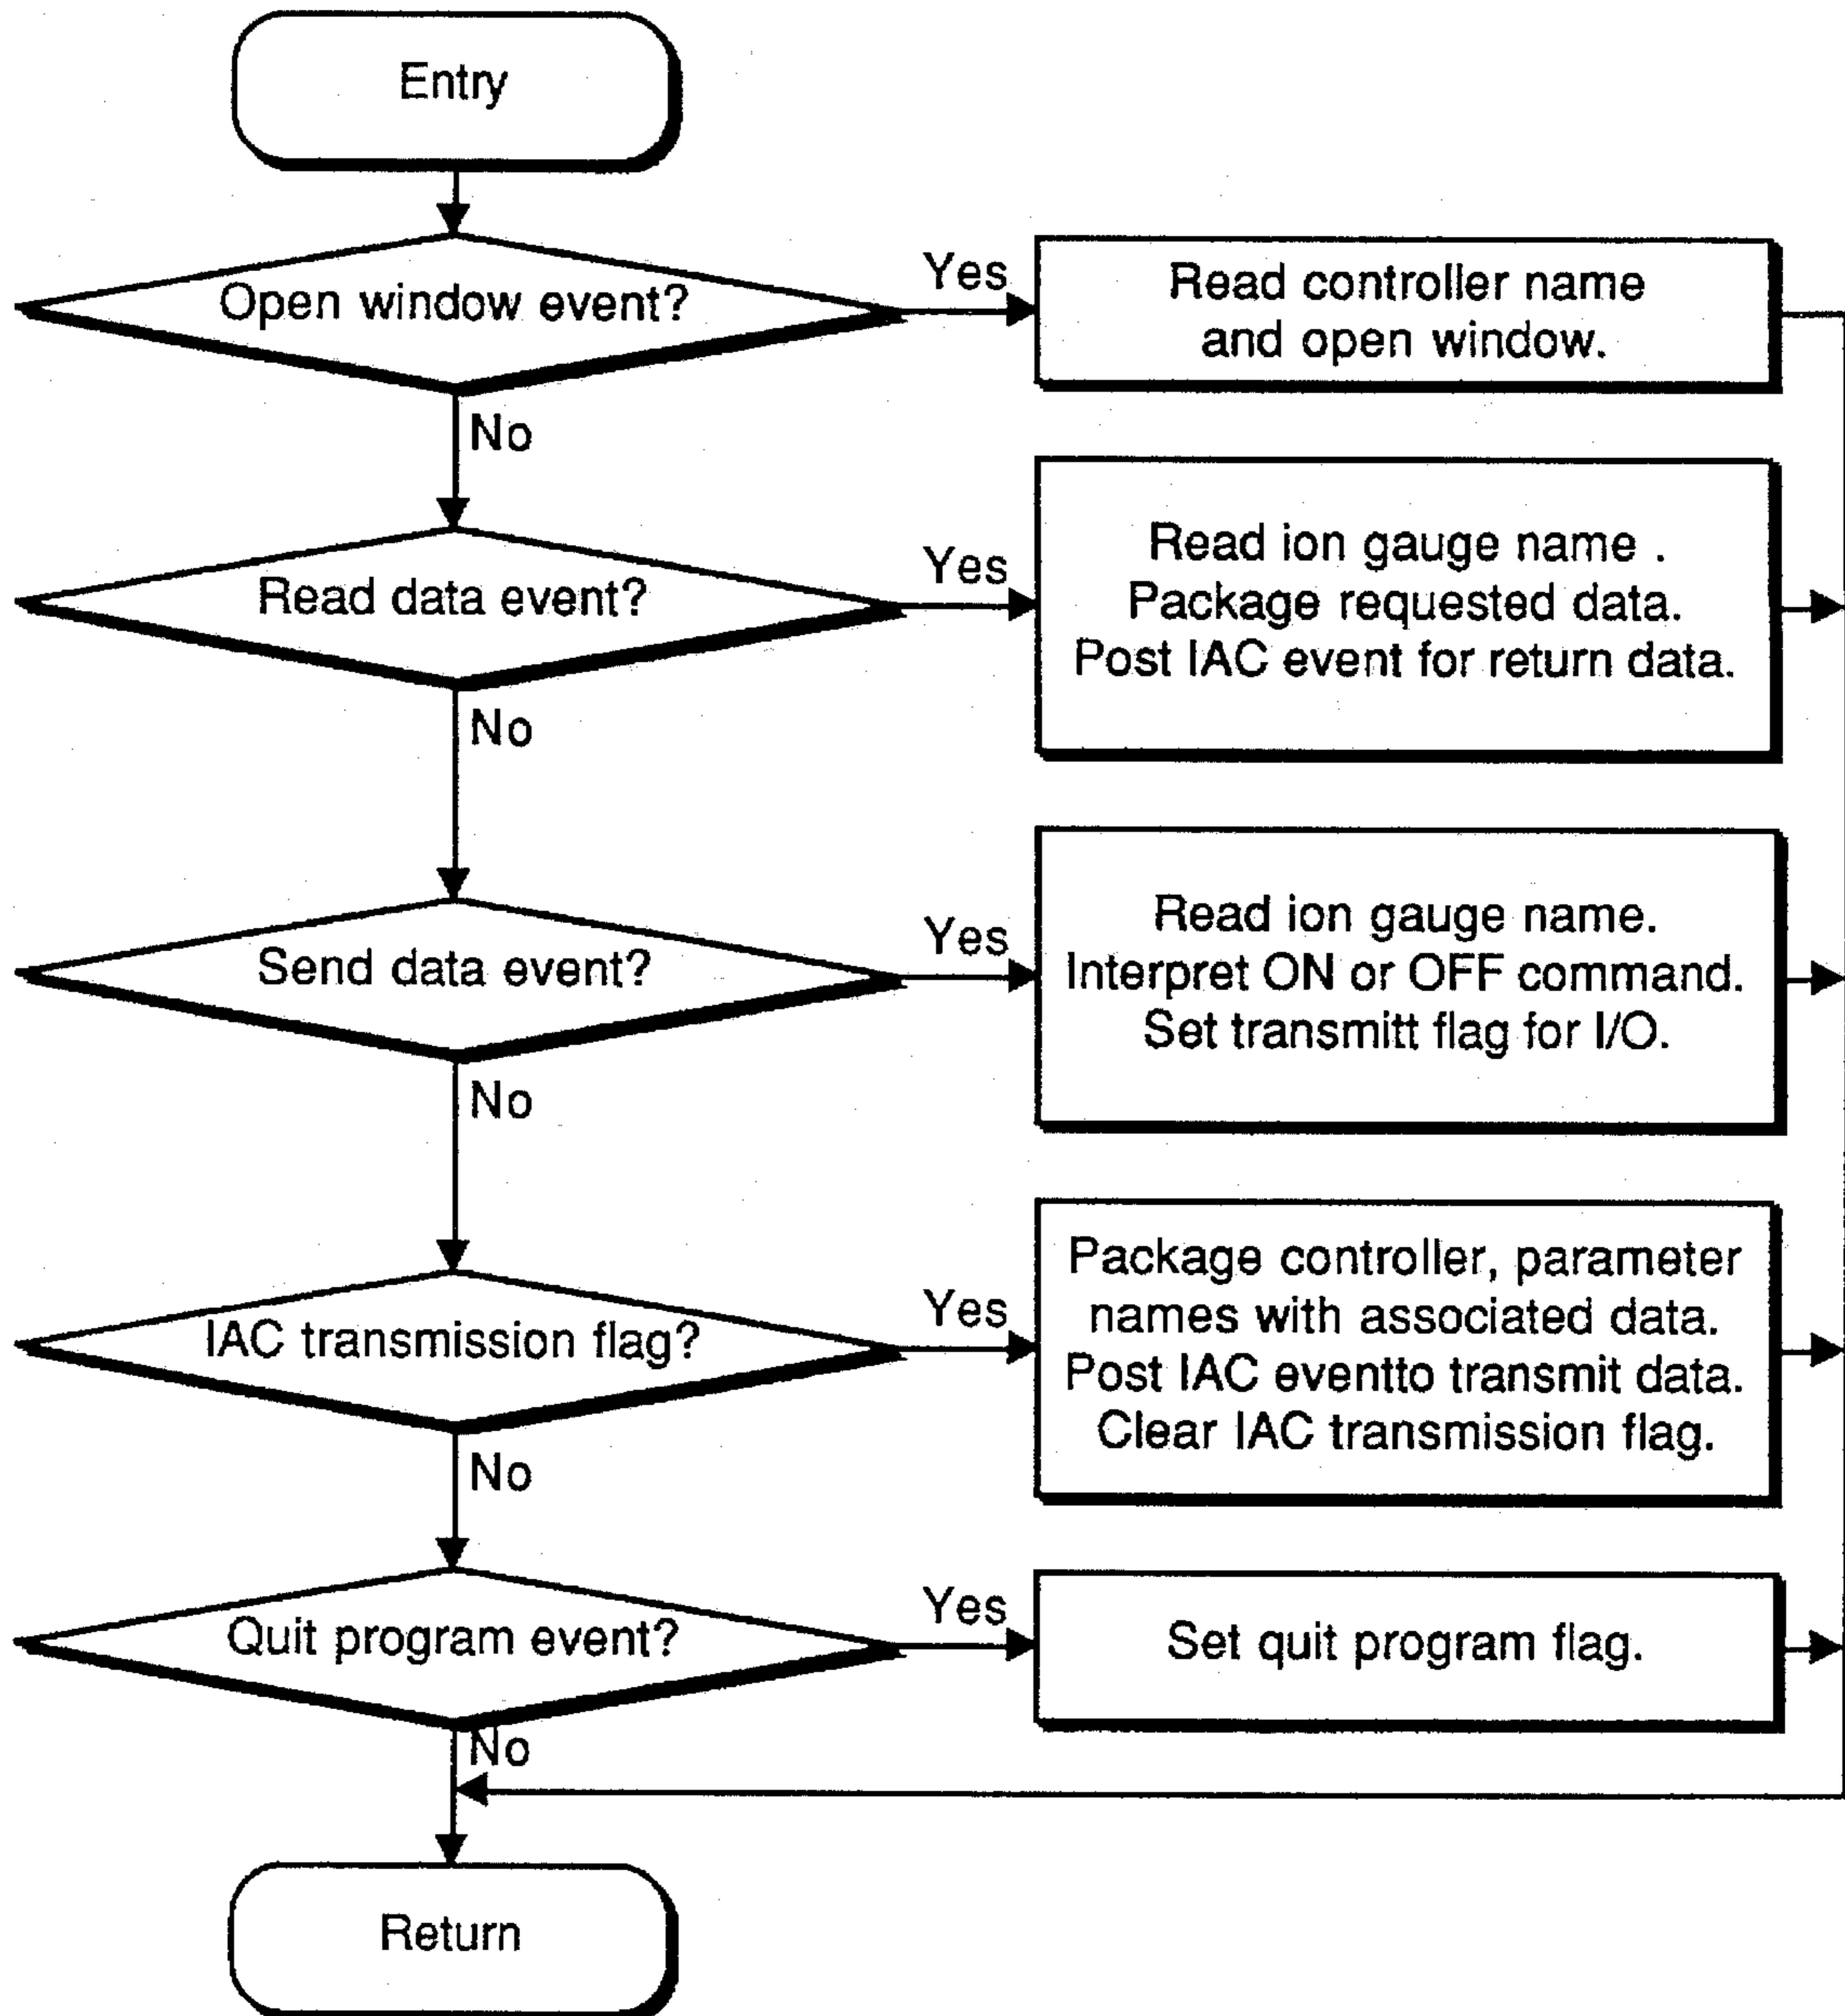 Entry
Open window event?
Yes
Read controller name
and open window.
No
Read data event?
Yes
Read ion gauge name .
Package requested data.
Post IAC event for return data.
No
Send data event?
Yes
Read ion gauge name.
Interpret ON or OFF command.
Set transmitt flag for I/O.
No
IAC transmission flag?
Yes
Package controller, parameter
names with associated data.
Post IAC eventto transmit data.
Clear IAC transmission flag.
No
Quit program event?
Yes
Set quit program flag.
No
Return